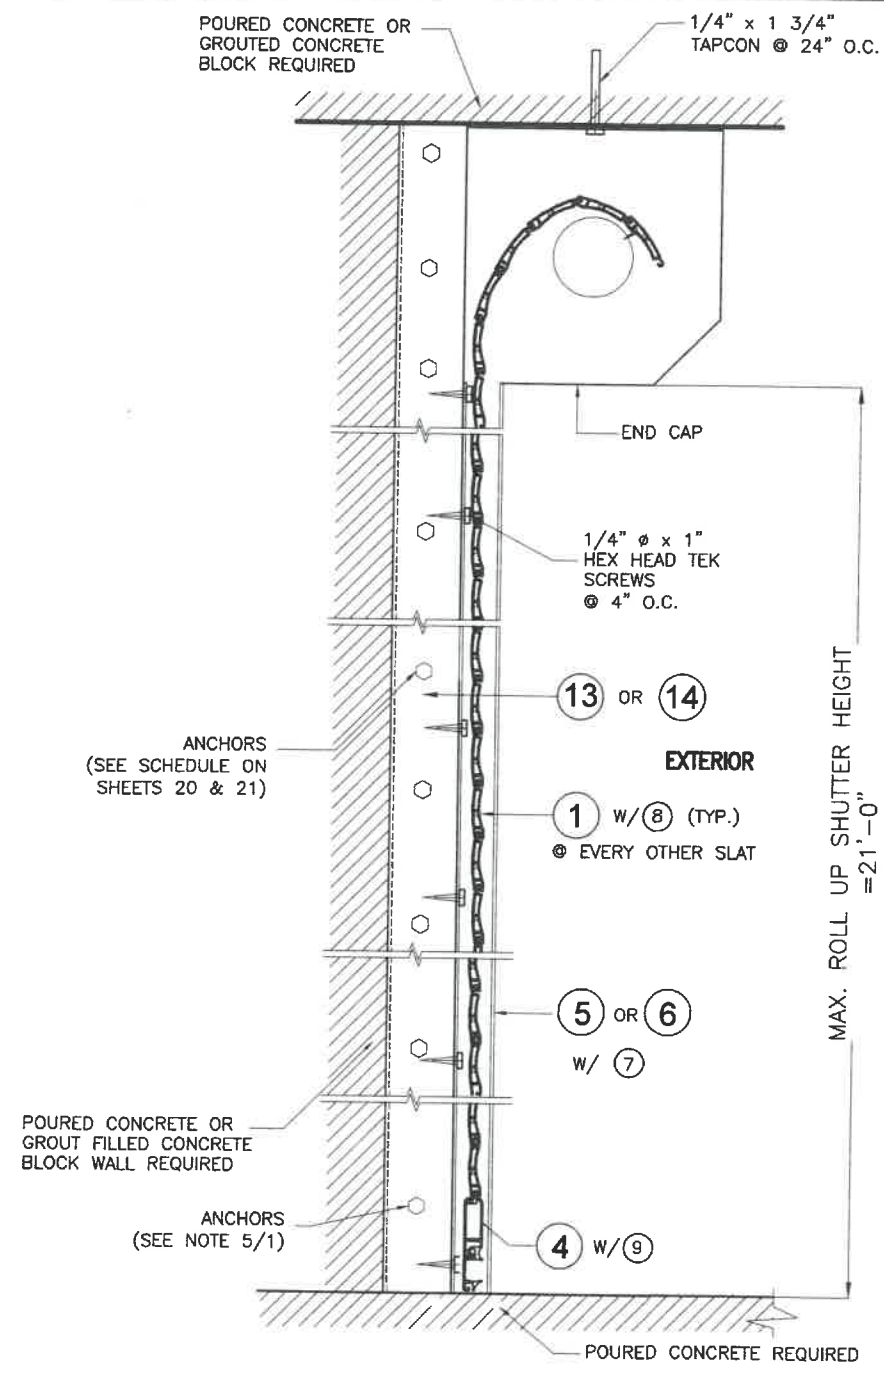 POURED CONCRETE OR
GROUTED CONCRETE
BLOCK REQUIRED
1/4" x 1 3/4"
TAPCON @ 24" O.C.
END CAP
1/4" ø x 1"
HEX HEAD TEK
SCREWS
@ 4" O.C.
13 OR 14
ANCHORS
(SEE SCHEDULE ON
SHEETS 20 & 21)
EXTERIOR
1 W/ 8 (TYP.)
@ EVERY OTHER SLAT
MAX. ROLL UP SHUTTER HEIGHT
=21'-0"
5 OR 6
W/ 7
POURED CONCRETE OR
GROUT FILLED CONCRETE
BLOCK WALL REQUIRED
ANCHORS
(SEE NOTE 5/1)
4 W/ 9
POURED CONCRETE REQUIRED